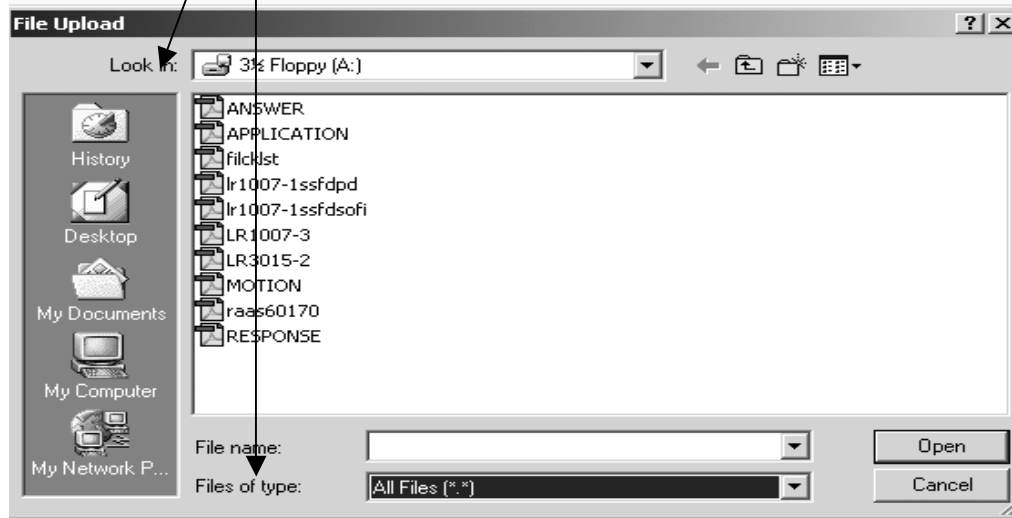 File Upload
Look in: 3½ Floppy (A:)
History
Desktop
My Documents
My Computer
My Network P...
ANSWER
APPLICATION
filcklst
lr1007-1ssfdpd
lr1007-1ssfdsofi
LR1007-3
LR3015-2
MOTION
raas60170
RESPONSE
File name:
Open
Files of type: All Files (*.*)
Cancel